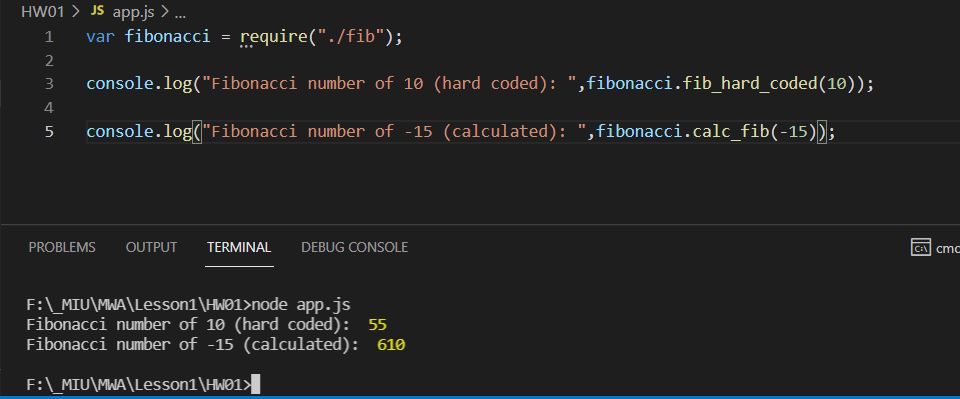 HW01 > JS app.js > ...
1 var fibonacci = require("./fib");
2
3 console.log("Fibonacci number of 10 (hard coded): ",fibonacci.fib_hard_coded(10));
4
5 console.log("Fibonacci number of -15 (calculated): ",fibonacci.calc_fib(-15));
PROBLEMS OUTPUT TERMINAL DEBUG CONSOLE cmd
F:\_MIU\MWA\Lesson1\HW01>node app.js
Fibonacci number of 10 (hard coded):  55
Fibonacci number of -15 (calculated):  610
F:\_MIU\MWA\Lesson1\HW01>